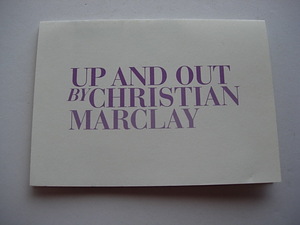 UP AND OUT
BY CHRISTIAN
MARCLAY